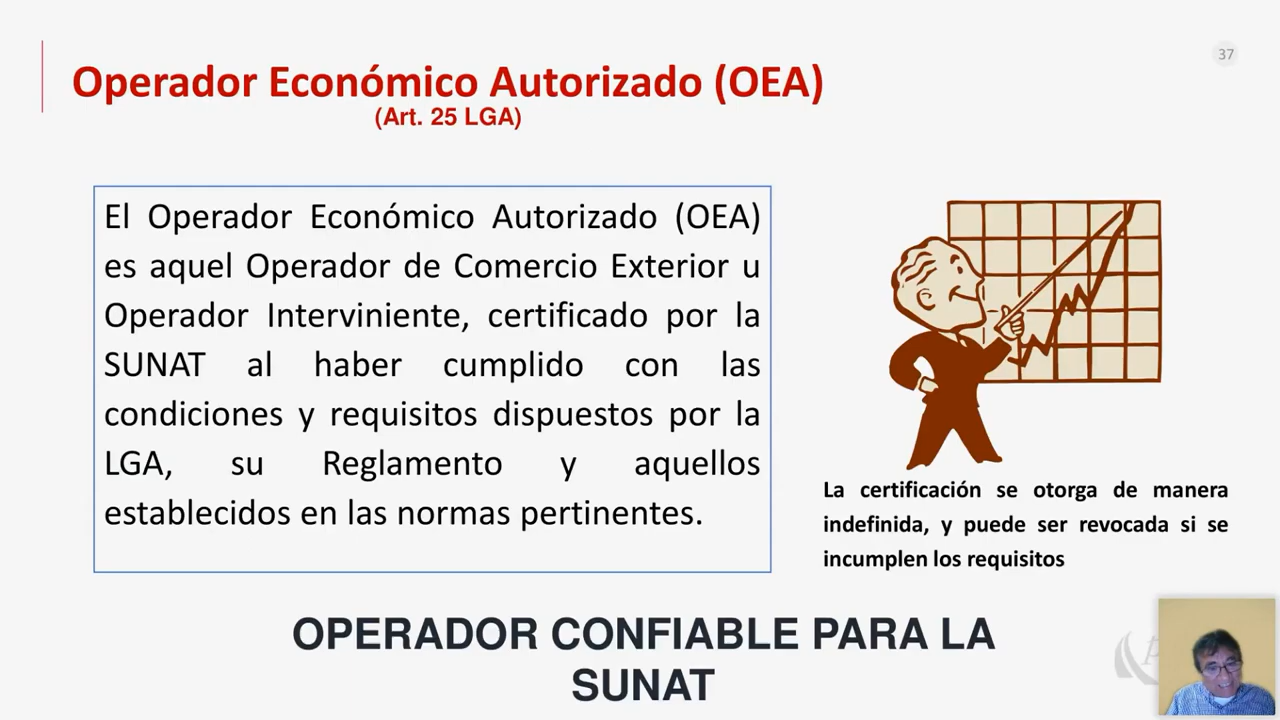 37
Operador Económico Autorizado (OEA)
(Art. 25 LGA)
El Operador Económico Autorizado (OEA)
es aquel Operador de Comercio Exterior u
Operador Interviniente, certificado por la
SUNAT al haber cumplido con las
condiciones y requisitos dispuestos por la
LGA, su Reglamento y aquellos
establecidos en las normas pertinentes.
La certificación se otorga de manera
indefinida, y puede ser revocada si se
incumplen los requisitos
OPERADOR CONFIABLE PARA LA
SUNAT